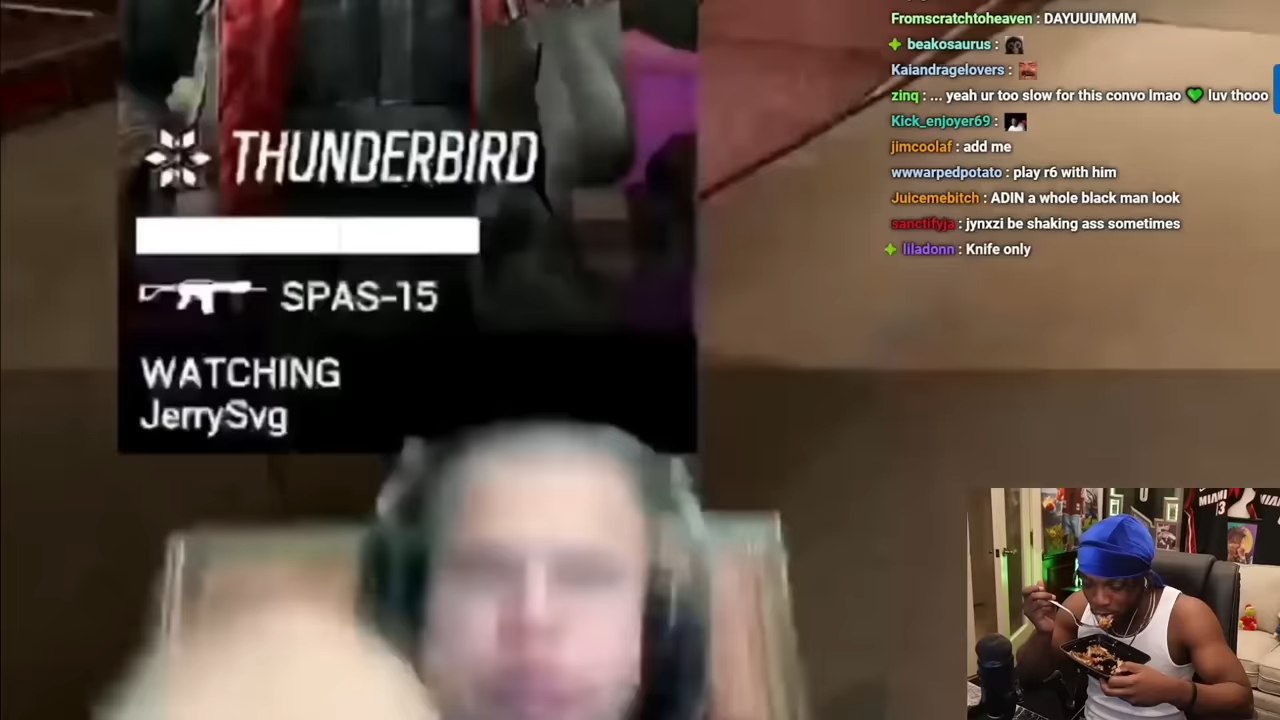 THUNDERBIRD
SPAS-15
WATCHING
JerrySvg
Fromscratchtoheaven : DAYUUUMMM
beakosaurus :
Kaiandragelovers :
zinq : ... yeah ur too slow for this convo lmao 💚 luv thooo
Kick_enjoyer69 :
jimcoolaf : add me
wwwarpedpotato : play r6 with him
Juicemebitch : ADIN a whole black man look
sanctifyja : jynxzi be shaking ass sometimes
liladonn : Knife only
MIAMI
13